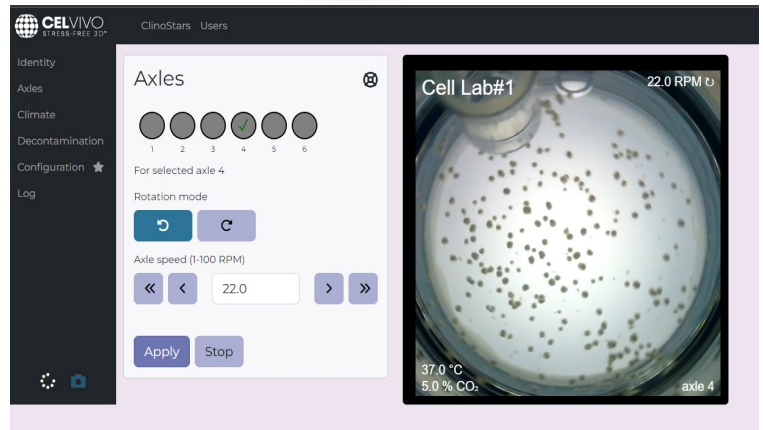 CELVIVO
STRESS-FREE 3D™
ClinoStars Users
Identity
Axles
Climate
Decontamination
Configuration
Log
Axles
1 2 3 4 5 6
For selected axle 4
Rotation mode
Axle speed (1-100 RPM)
22.0
Apply Stop
Cell Lab#1
22.0 RPM
37.0 °C
5.0 % CO₂
axle 4